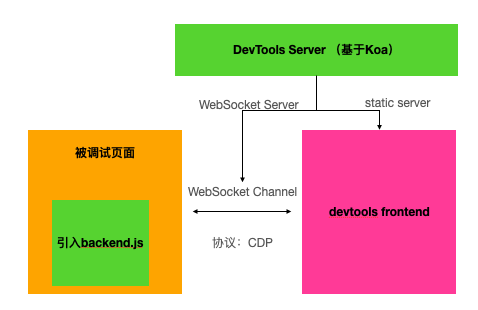 DevTools Server （基于Koa）
WebSocket Server
static server
被调试页面
WebSocket Channel
devtools frontend
引入backend.js
协议：CDP